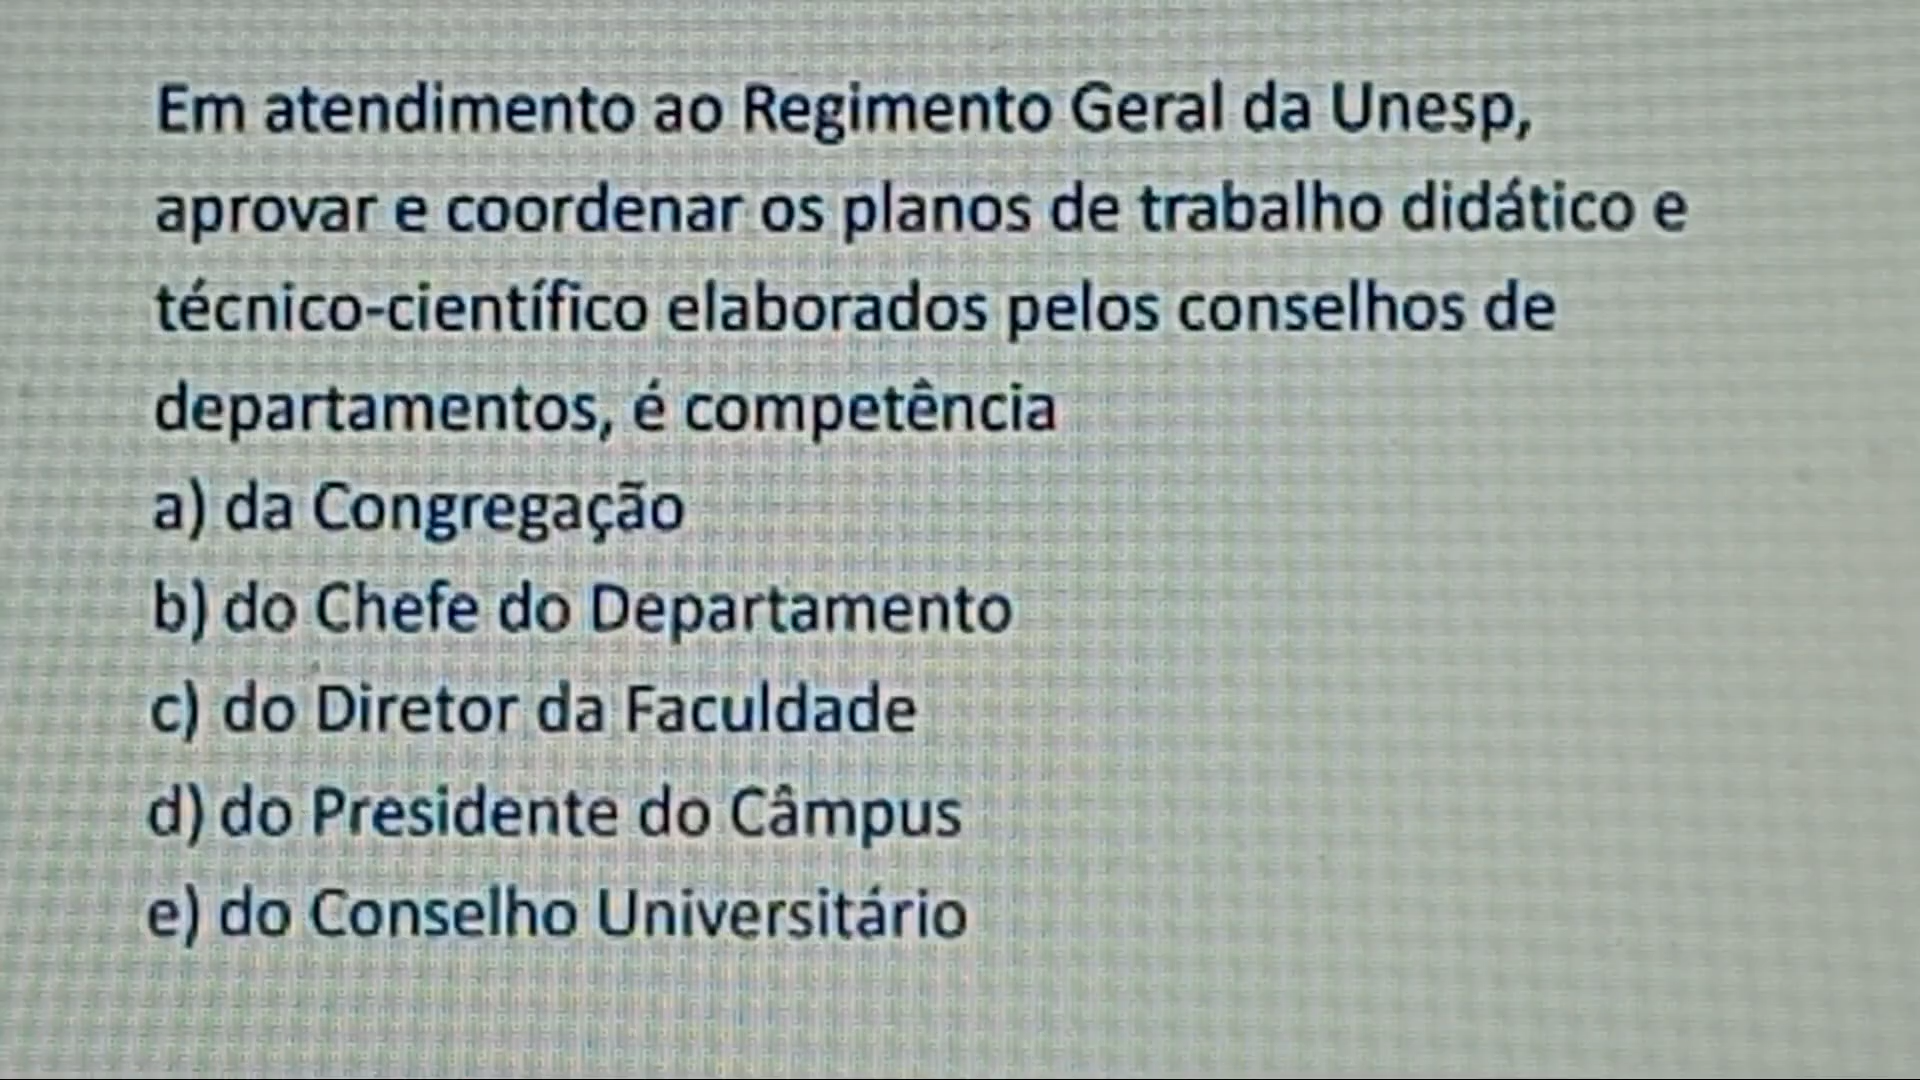 Em atendimento ao Regimento Geral da Unesp,
aprovar e coordenar os planos de trabalho didático e
técnico-científico elaborados pelos conselhos de
departamentos, é competência
a) da Congregação
b) do Chefe do Departamento
c) do Diretor da Faculdade
d) do Presidente do Câmpus
e) do Conselho Universitário